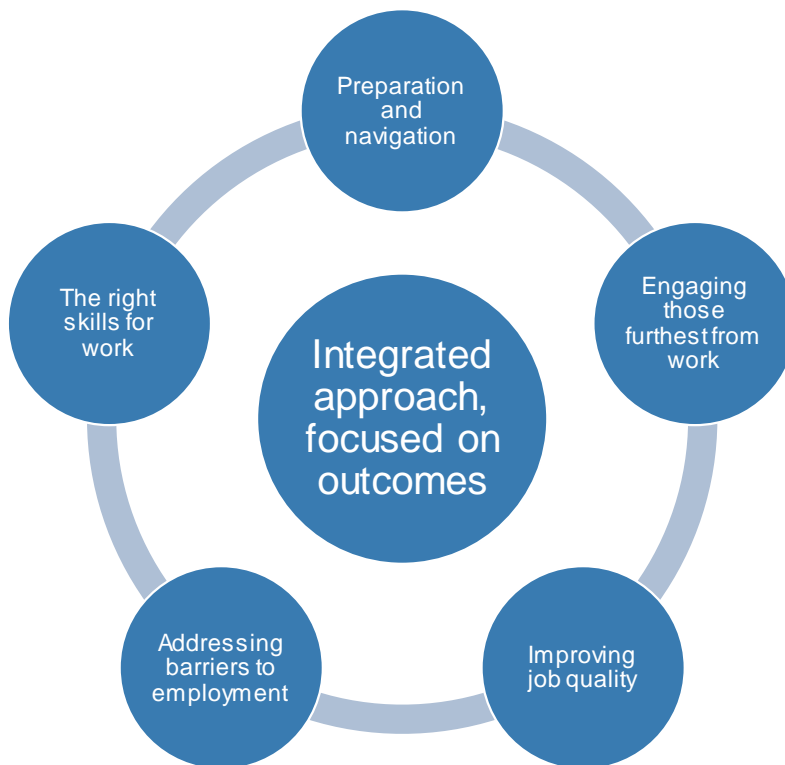 Preparation
and
navigation
Engaging
those
furthest from
work
Improving
job quality
Addressing
barriers to
employment
The right
skills for
work
Integrated
approach,
focused on
outcomes